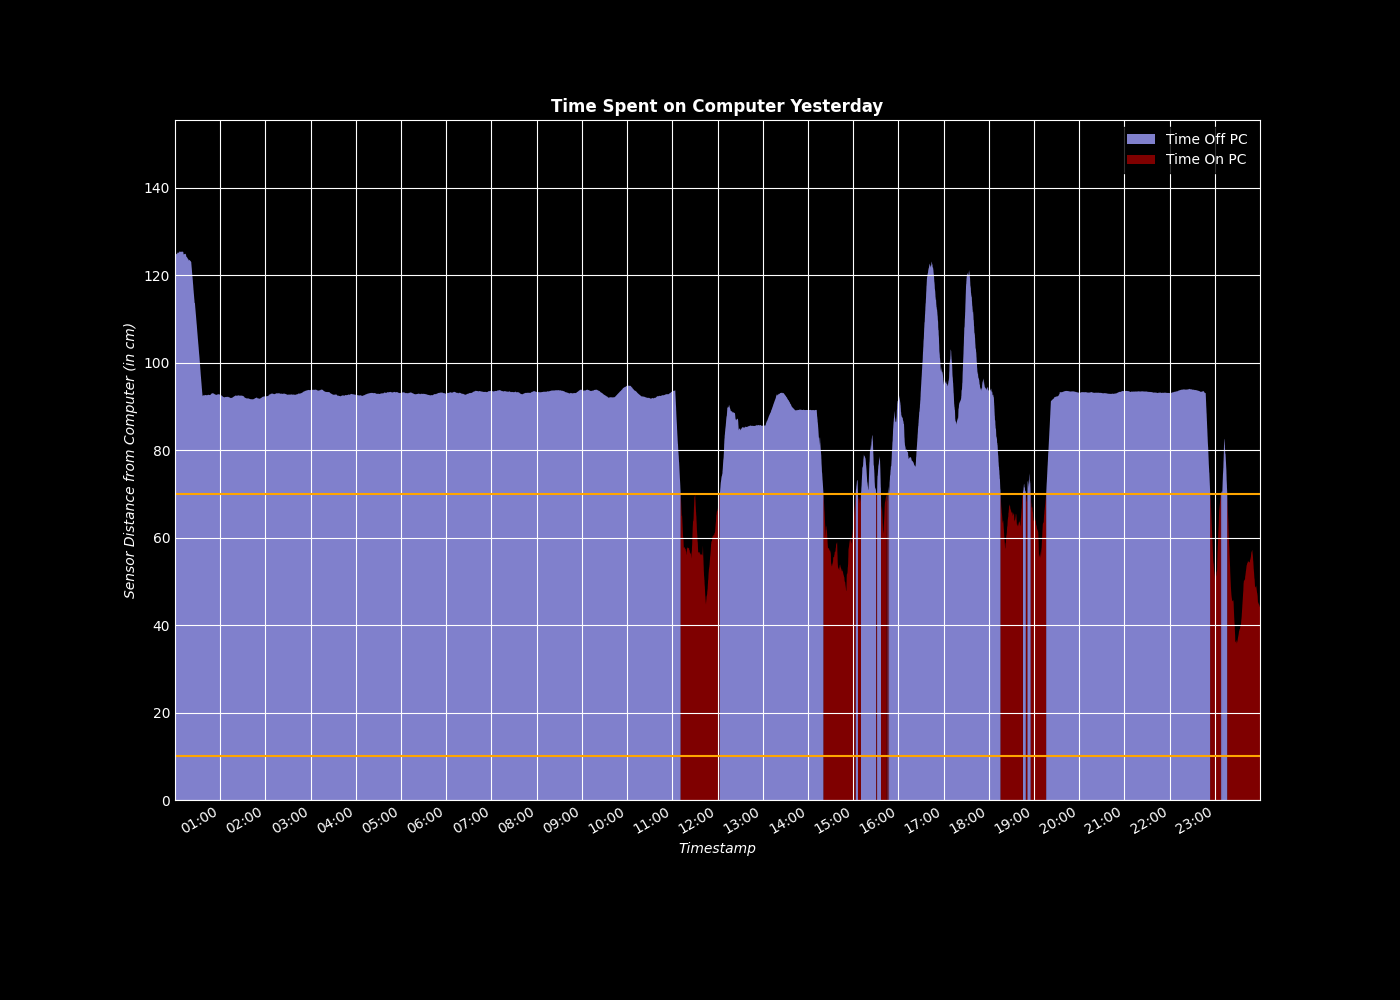 Time Spent on Computer Yesterday
Time Off PC
Time On PC
Sensor Distance from Computer (in cm)
140
120
100
80
60
40
20
0
01:00 02:00 03:00 04:00 05:00 06:00 07:00 08:00 09:00 10:00 11:00 12:00 13:00 14:00 15:00 16:00 17:00 18:00 19:00 20:00 21:00 22:00 23:00
Timestamp